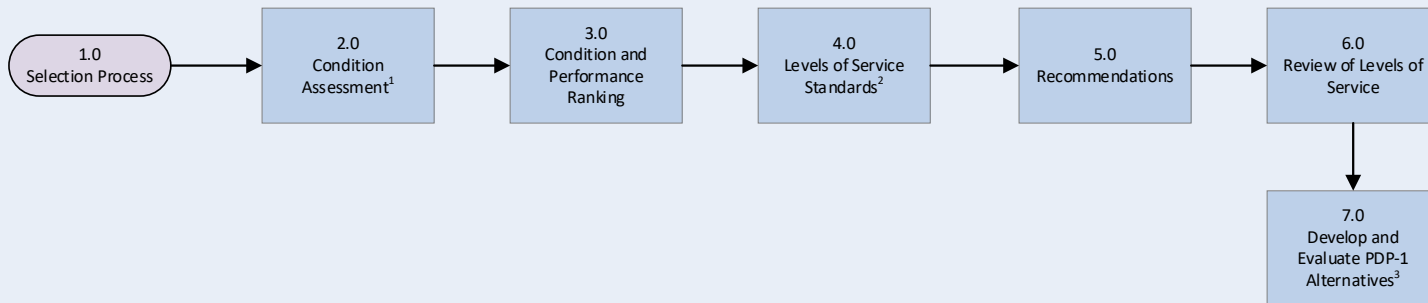 1.0
Selection Process
2.0
Condition
Assessment¹
3.0
Condition and
Performance
Ranking
4.0
Levels of Service
Standards²
5.0
Recommendations
6.0
Review of Levels of
Service
7.0
Develop and
Evaluate PDP-1
Alternatives³